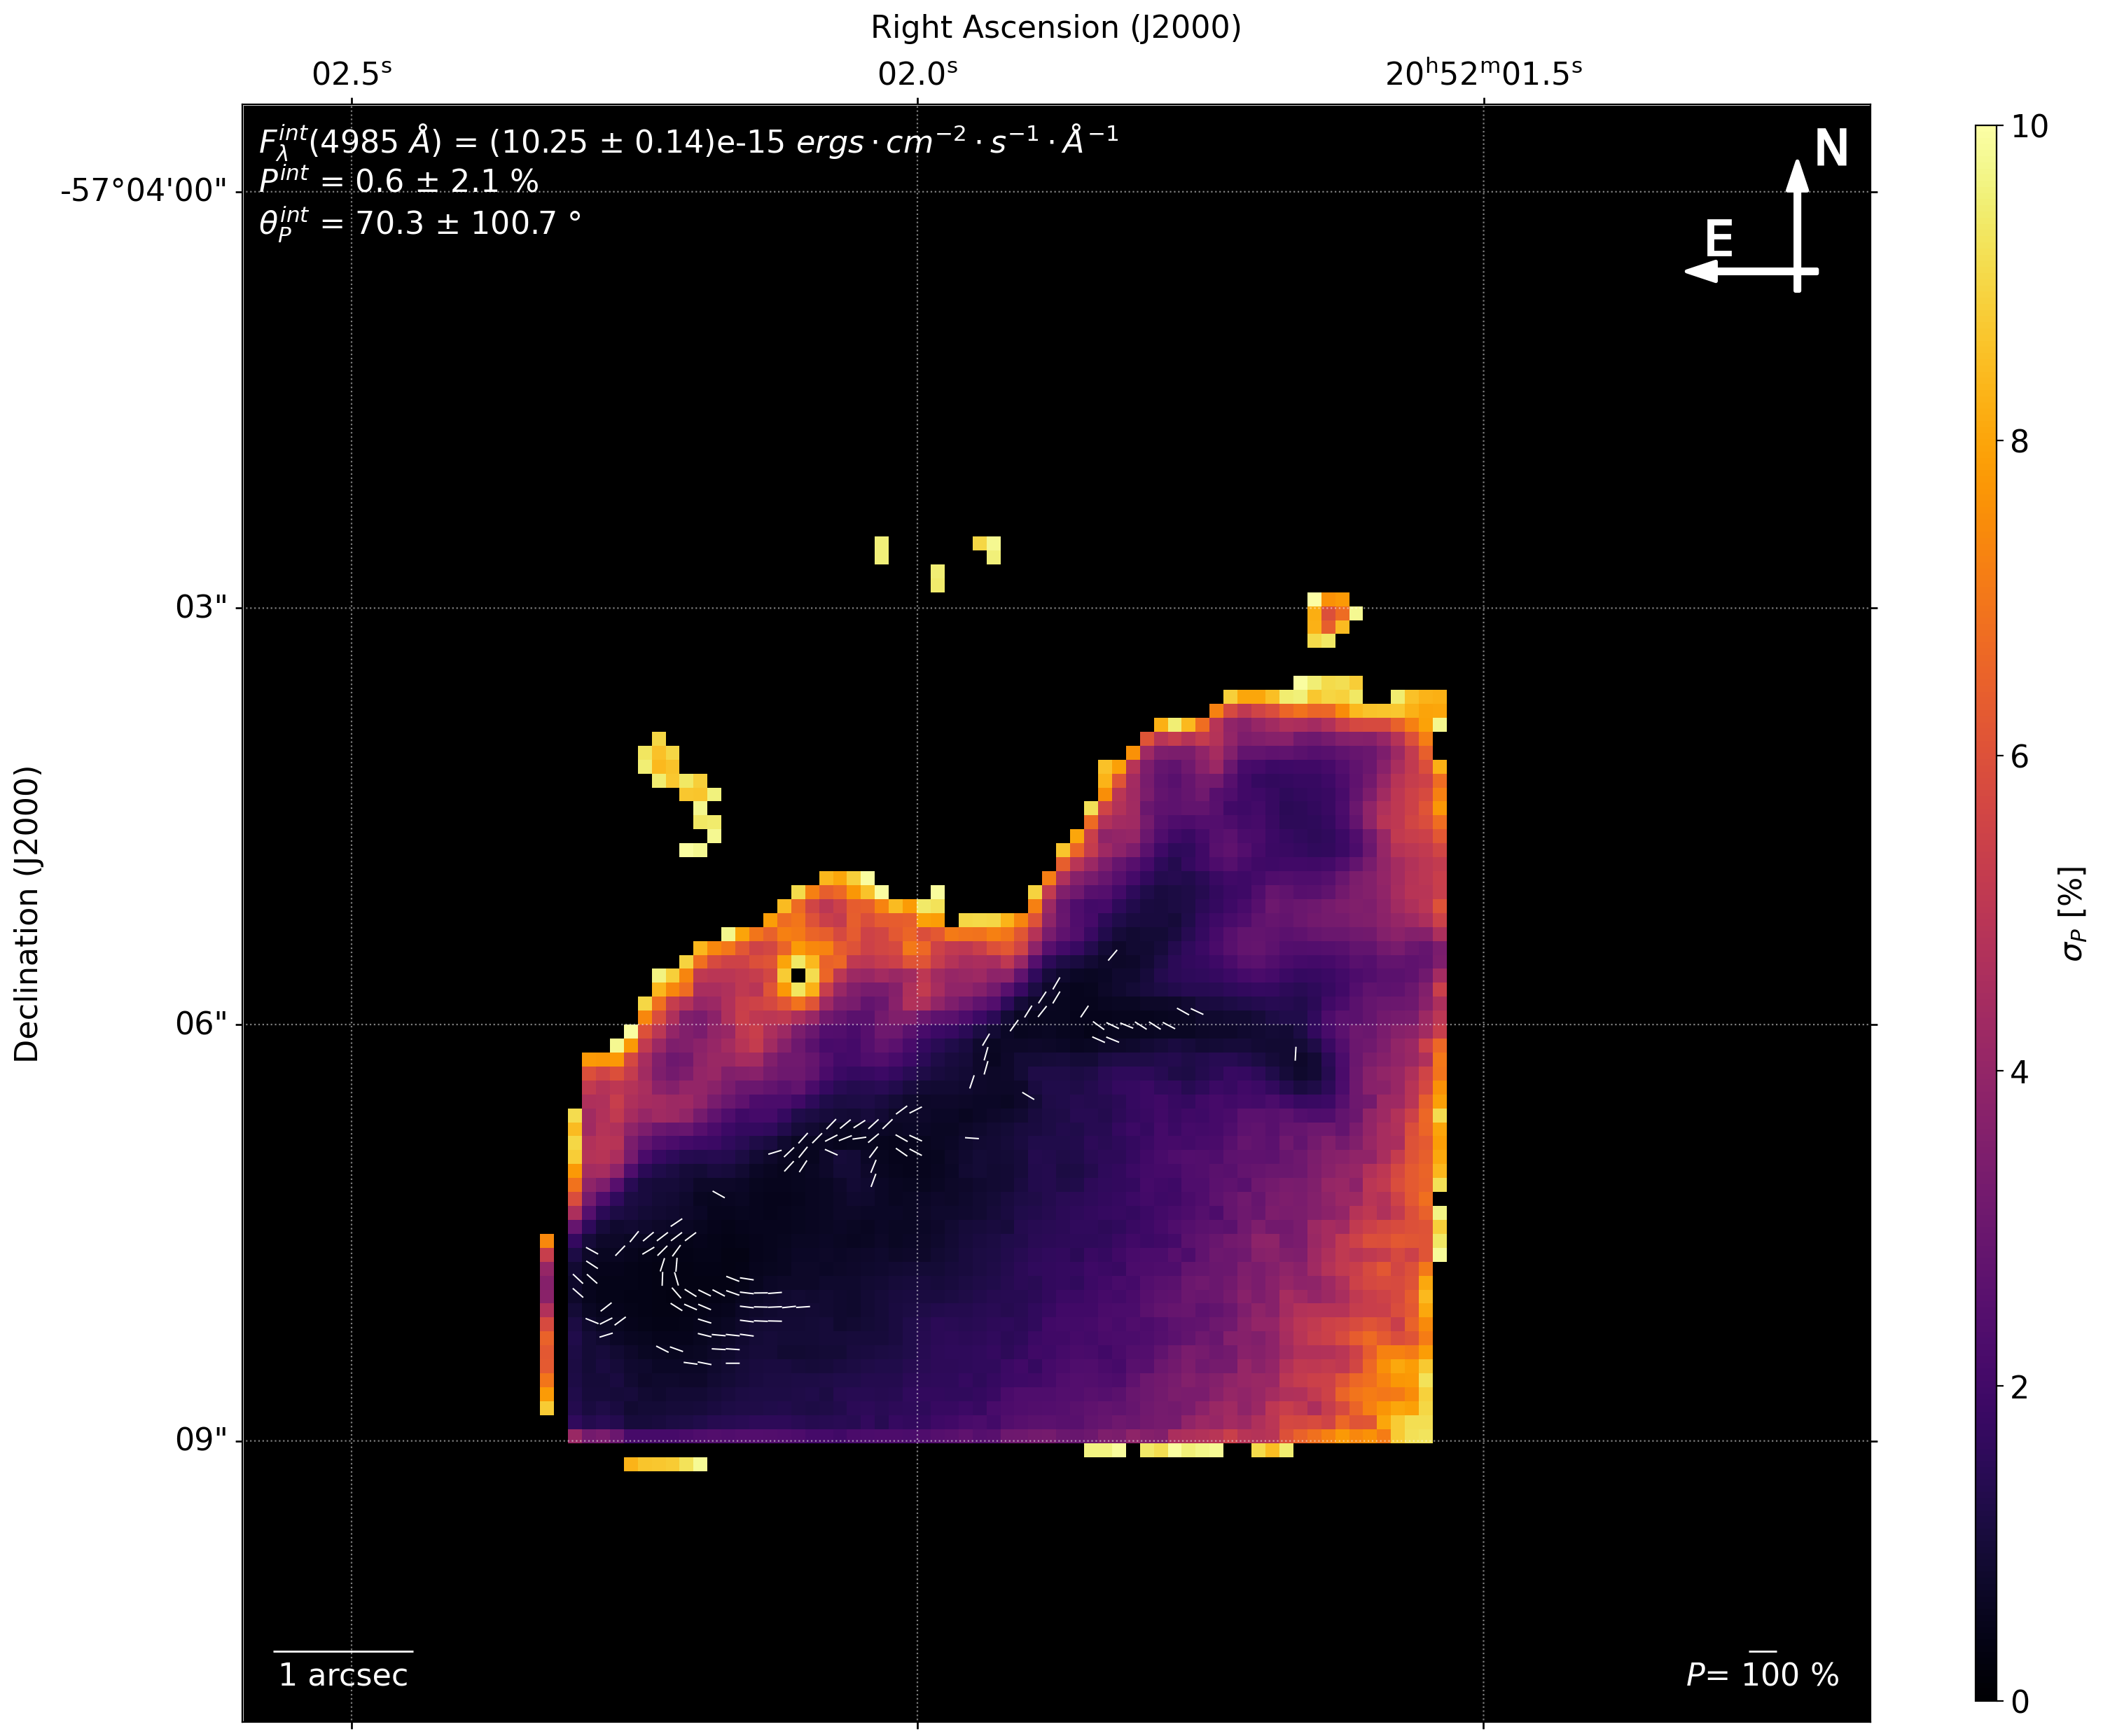 Right Ascension (J2000)
02.5ˢ 02.0ˢ 20ʰ52ᵐ01.5ˢ
F_λ^int(4985 Å) = (10.25 ± 0.14)e-15 ergs · cm⁻² · s⁻¹ · Å⁻¹
P^int = 0.6 ± 2.1 %
θ_P^int = 70.3 ± 100.7 °
N
E
-57°04'00"
03"
06"
09"
Declination (J2000)
1 arcsec
P= 100 %
10
8
6
4
2
0
σ_P [%]